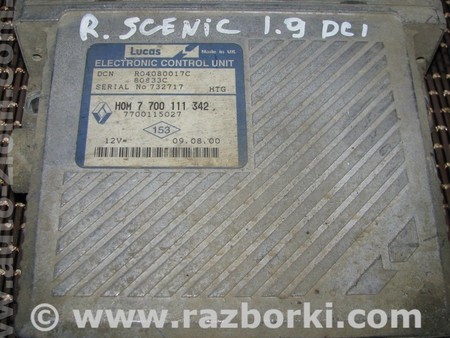 R. SCENIC 1.9 DCI
Lucas Made in UK
ELECTRONIC CONTROL UNIT
DCN R04080017C
80833C
SERIAL No 732717 MTG
HOM 7 700 111 342
7700115027
153
12V= 09.08.00
© www.razborki.com